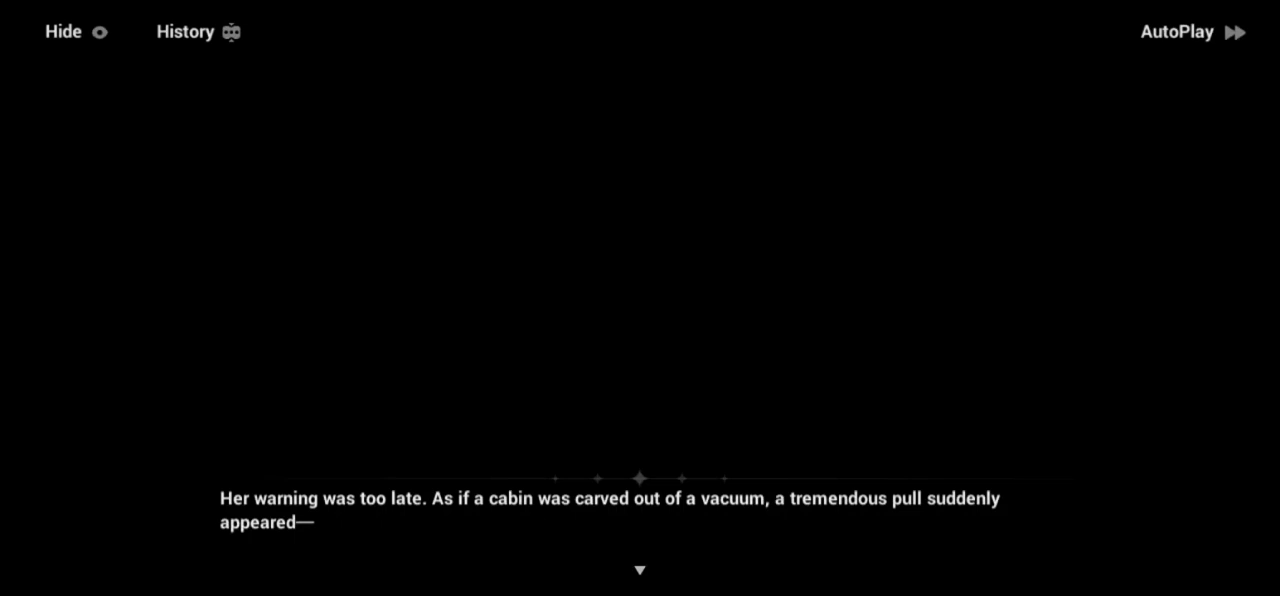 Hide
History
AutoPlay
Her warning was too late. As if a cabin was carved out of a vacuum, a tremendous pull suddenly
appeared—